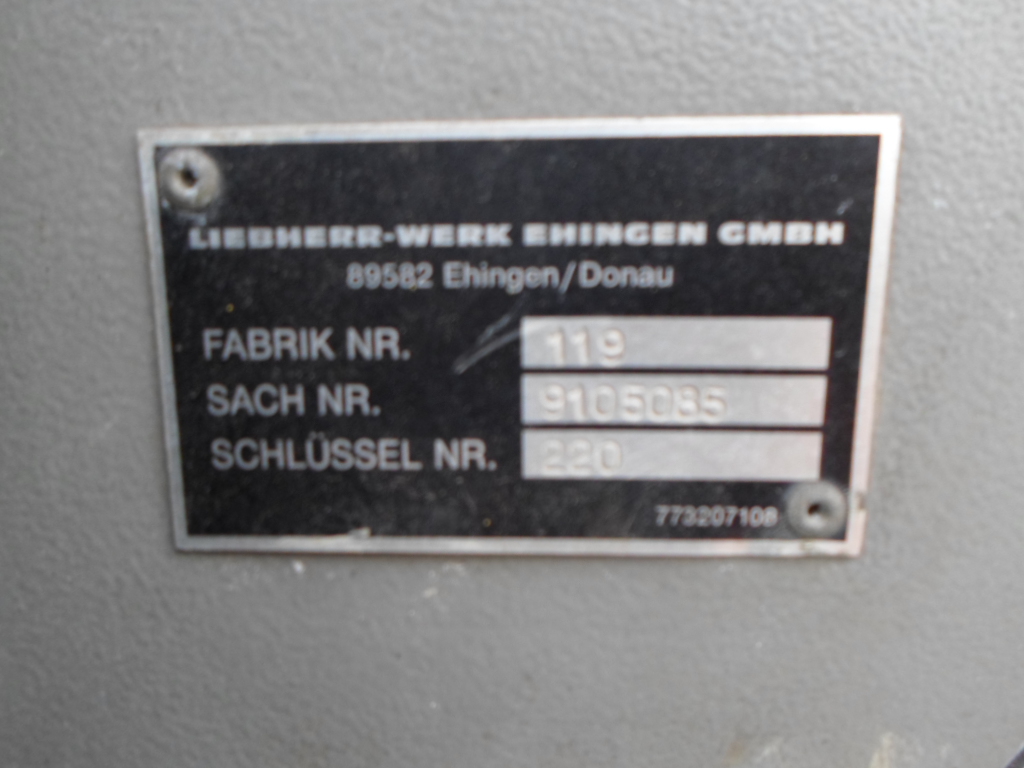 LIEBHERR-WERK EHINGEN GMBH
89582 Ehingen/Donau
FABRIK NR. 119
SACH NR. 9105085
SCHLÜSSEL NR. 220
773207108